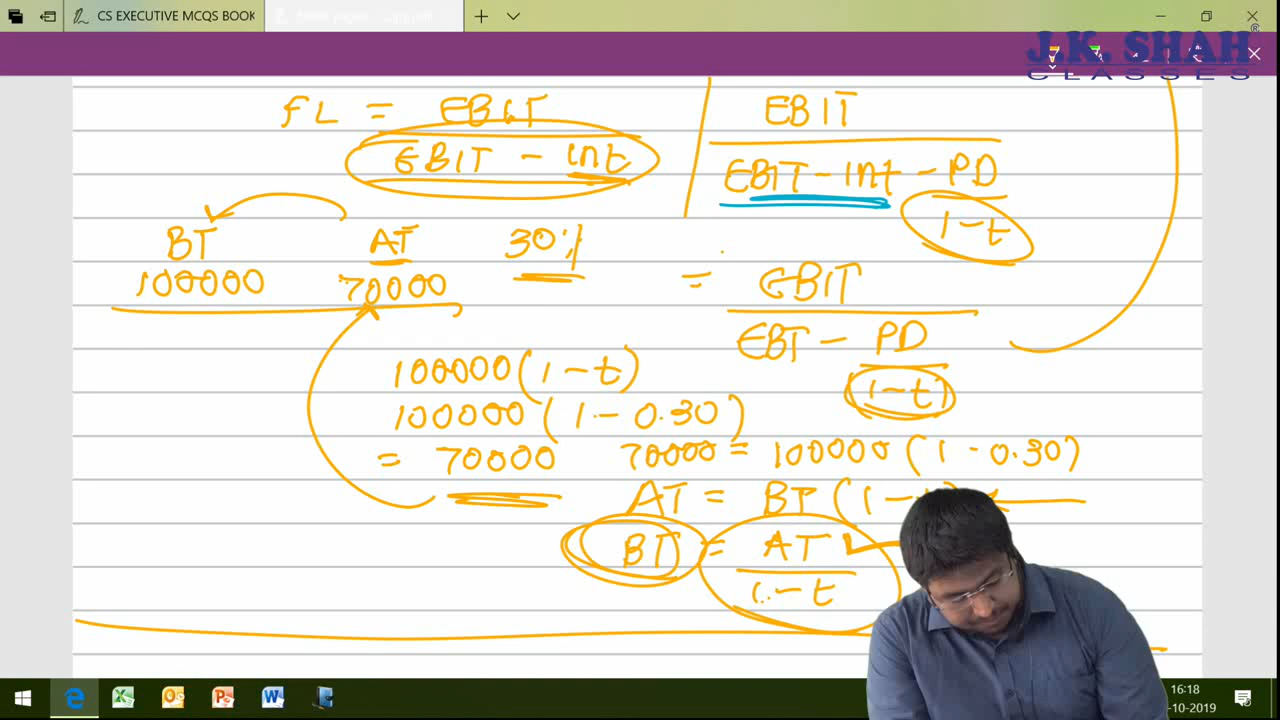 CS EXECUTIVE MCQS BOOK
J.K. SHAH ®
CLASSES
FL = EBIT
EBIT - int
EBIT
EBIT - Int - PD
1-t
BT AT 30%
100000 70000
= EBIT
EBT - PD
(1-t)
100000 (1-t)
100000 (1-0.30)
= 70000
70000 = 100000 (1-0.30)
AT = BT (1-
BT = AT
1-t
16:18
-10-2019